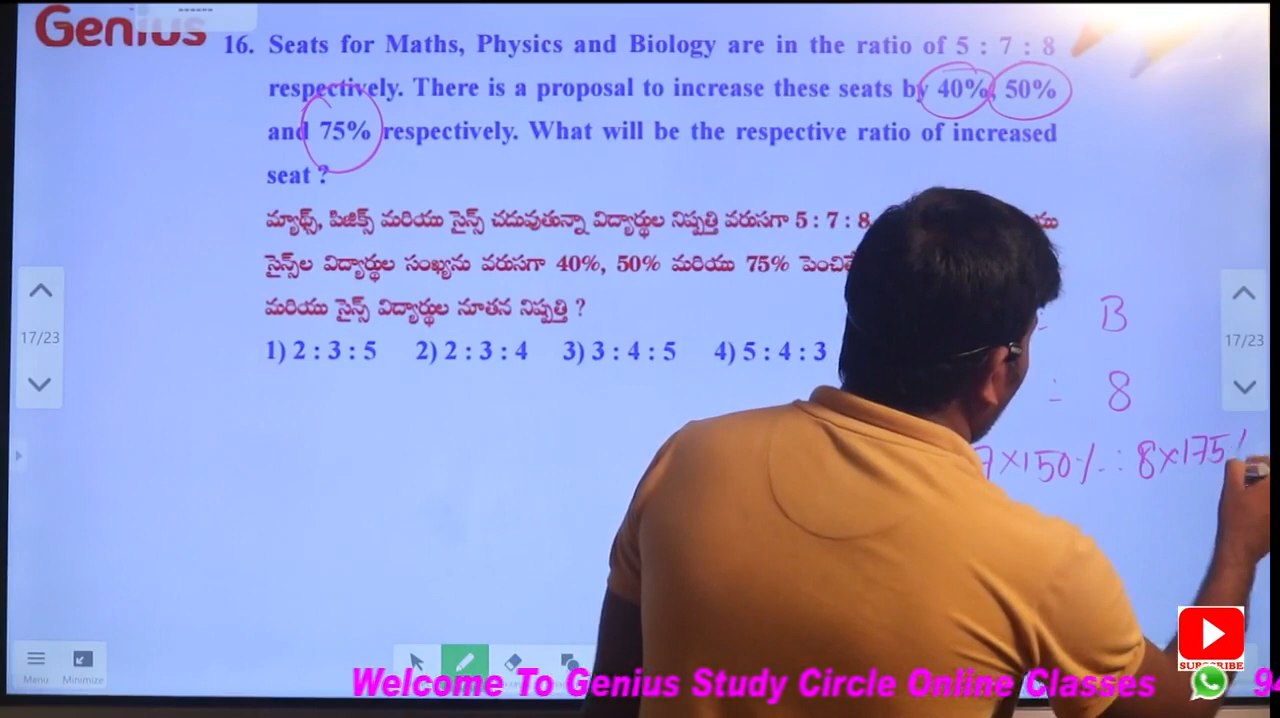 Genius
16. Seats for Maths, Physics and Biology are in the ratio of 5 : 7 : 8
respectively. There is a proposal to increase these seats by 40%, 50%
and 75% respectively. What will be the respective ratio of increased
seat ?
మ్యాథ్స్, పిజిక్స్ మరియు సైన్స్ చదువుతున్నా విద్యార్థుల నిష్పత్తి వరుసగా 5 : 7 : 8
సైన్స్‌ల విద్యార్థుల సంఖ్యను వరుసగా 40%, 50% మరియు 75%
మరియు సైన్స్ విద్యార్థుల నూతన నిష్పత్తి ?
1) 2 : 3 : 5 2) 2 : 3 : 4 3) 3 : 4 : 5 4) 5 : 4 : 3
: B
: 8
7×150% : 8×175%
17/23
17/23
Menu
Minimize
SUBSCRIBE
Welcome To Genius Study Circle Online Classes 94